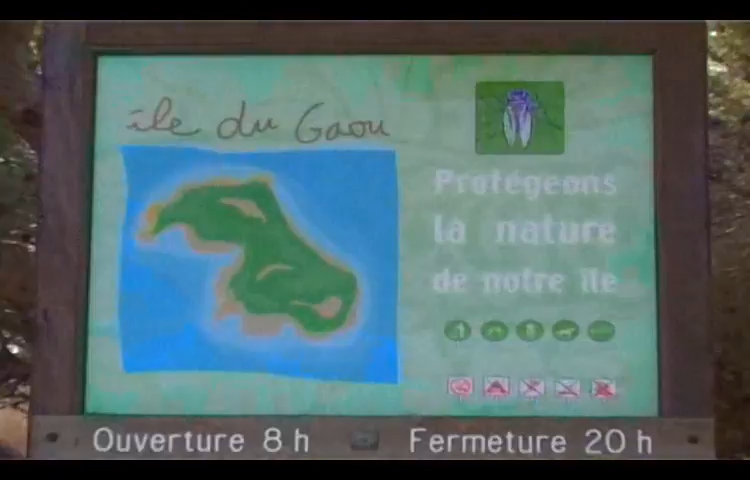 île du Gaou
Protégeons
la nature
de notre île
Ouverture 8 h
Fermeture 20 h